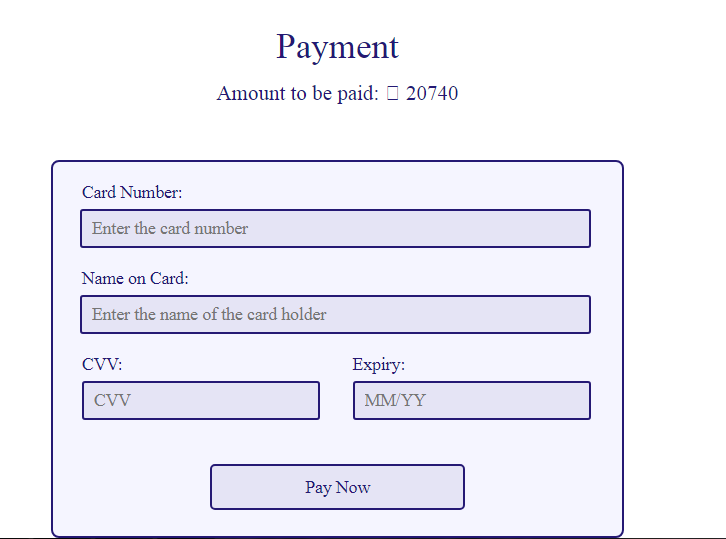 Payment
Amount to be paid: 20740
Card Number:
Enter the card number
Name on Card:
Enter the name of the card holder
CVV: Expiry:
CVV MM/YY
Pay Now